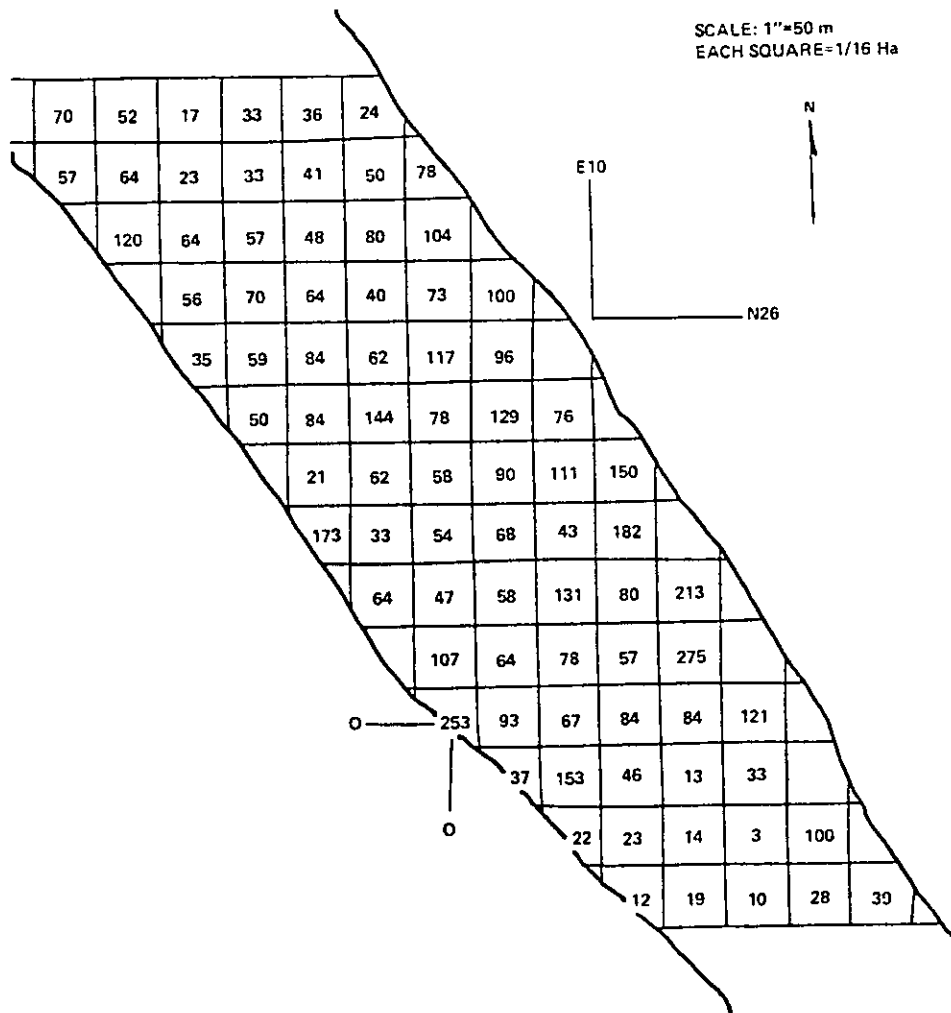 SCALE: 1"=50 m
EACH SQUARE=1/16 Ha
N
70 52 17 33 36 24
E10
57 64 23 33 41 50 78
120 64 57 48 80 104
56 70 64 40 73 100
N26
35 59 84 62 117 96
50 84 144 78 129 76
21 62 58 90 111 150
173 33 54 68 43 182
64 47 58 131 80 213
107 64 78 57 275
O 253 93 67 84 84 121
37 153 46 13 33
O
22 23 14 3 100
12 19 10 28 39